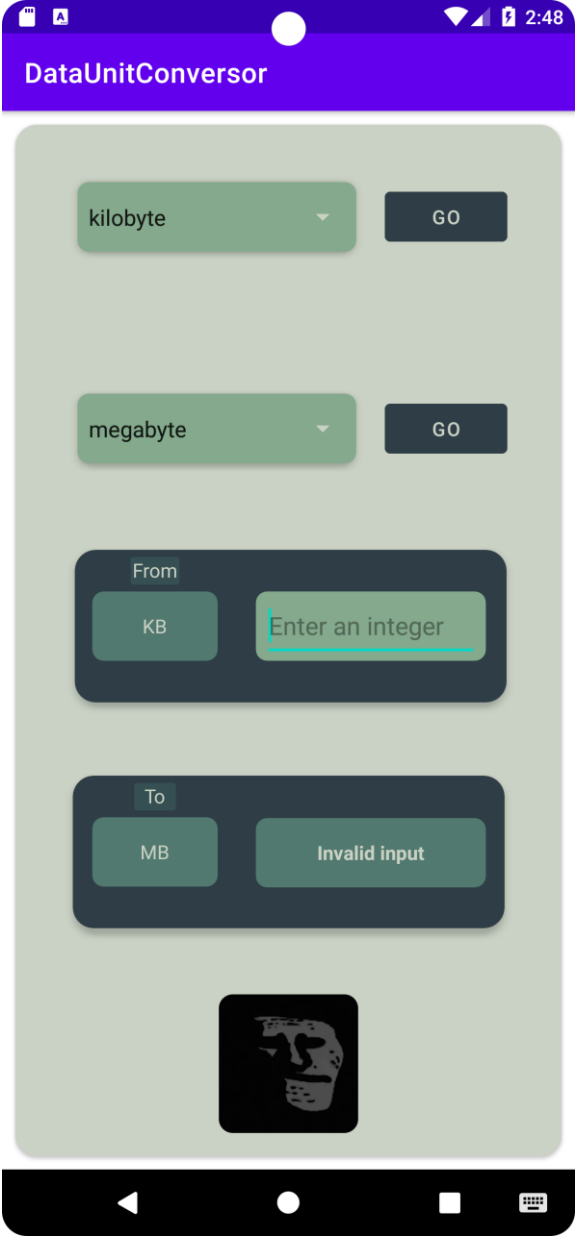 2:48
DataUnitConversor
kilobyte
GO
megabyte
GO
From
KB
Enter an integer
To
MB
Invalid input